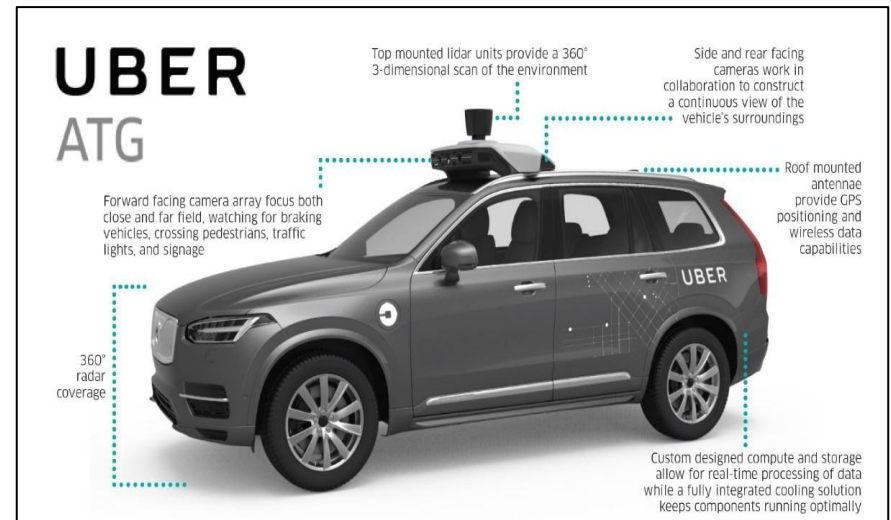 UBER
ATG
Top mounted lidar units provide a 360°
3-dimensional scan of the environment
Side and rear facing
cameras work in
collaboration to construct
a continuous view of the
vehicle's surroundings
Forward facing camera array focus both
close and far field, watching for braking
vehicles, crossing pedestrians, traffic
lights, and signage
Roof mounted
antennae
provide GPS
positioning and
wireless data
capabilities
UBER
360°
radar
coverage
Custom designed compute and storage
allow for real-time processing of data
while a fully integrated cooling solution
keeps components running optimally